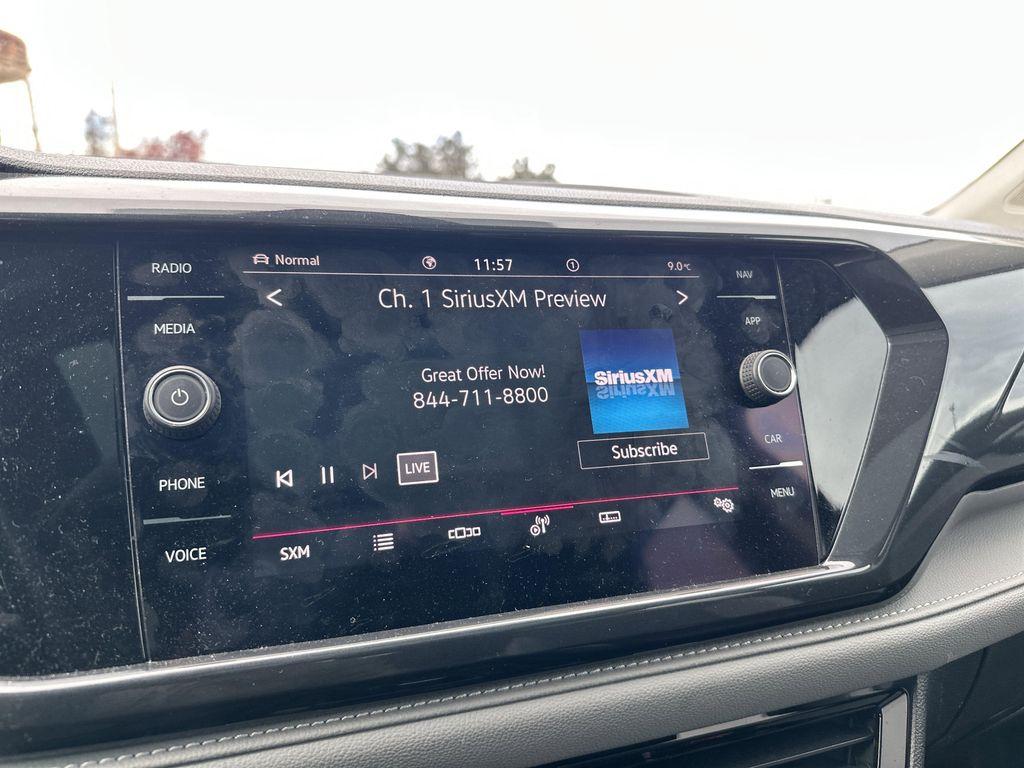 RADIO
MEDIA
PHONE
VOICE
Normal
11:57
1
9.0°C
Ch. 1 SiriusXM Preview
Great Offer Now!
844-711-8800
SiriusXM
Subscribe
LIVE
SXM
NAV
APP
CAR
MENU